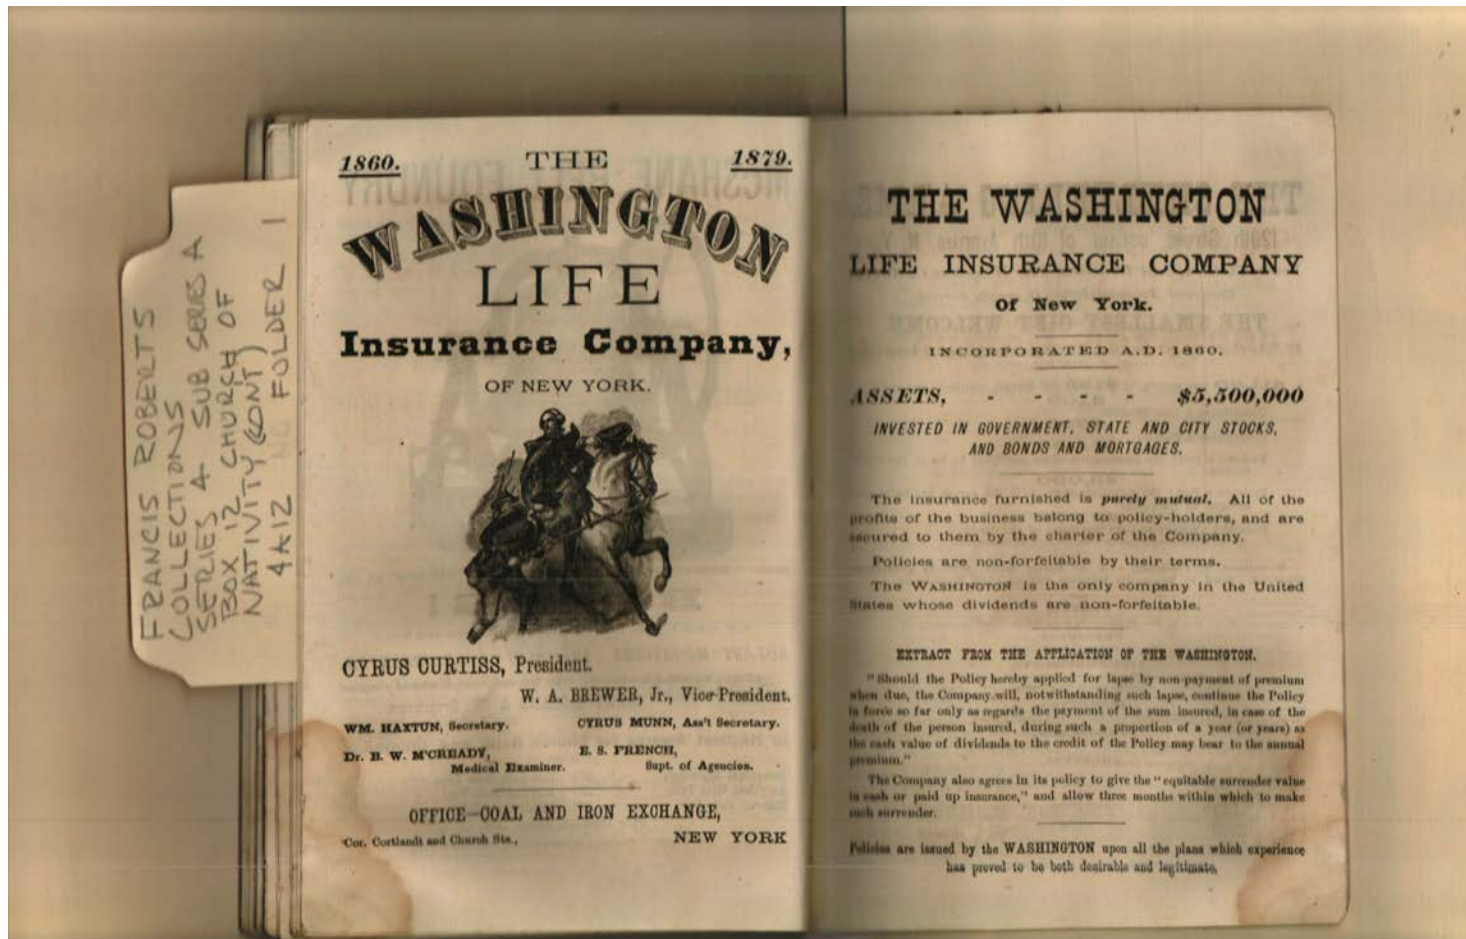 FRANCIS ROBERTS
COLLECTIONS
SERIES 4 SUB SERIES A
BOX 12 CHURCH OF
NATIVITY (CONT)
4A12 FOLDER 1
1860. THE 1879.
WASHINGTON
LIFE
Insurance Company,
OF NEW YORK.
CYRUS CURTISS, President.
W. A. BREWER, Jr., Vice-President.
WM. HAXTUN, Secretary. CYRUS MUNN, Ass't Secretary.
Dr. B. W. M'CREADY, E. S. FRENCH,
Medical Examiner. Supt. of Agencies.
OFFICE—COAL AND IRON EXCHANGE,
Cor. Cortlandt and Church Sts., NEW YORK
THE WASHINGTON
LIFE INSURANCE COMPANY
Of New York.
INCORPORATED A.D. 1860.
ASSETS, - - - - $5,500,000
INVESTED IN GOVERNMENT, STATE AND CITY STOCKS,
AND BONDS AND MORTGAGES.
The insurance furnished is purely mutual. All of the
profits of the business belong to policy-holders, and are
secured to them by the charter of the Company.
Policies are non-forfeitable by their terms.
The WASHINGTON is the only company in the United
States whose dividends are non-forfeitable.
EXTRACT FROM THE APPLICATION OF THE WASHINGTON.
"Should the Policy hereby applied for lapse by non-payment of premium
when due, the Company will, notwithstanding such lapse, continue the Policy
in force so far only as regards the payment of the sum insured, in case of the
death of the person insured, during such a proportion of a year (or years) as
the cash value of dividends to the credit of the Policy may bear to the annual
premium."
The Company also agrees in its policy to give the "equitable surrender value
in cash or paid up insurance," and allow three months within which to make
such surrender.
Policies are issued by the WASHINGTON upon all the plans which experience
has proved to be both desirable and legitimate.